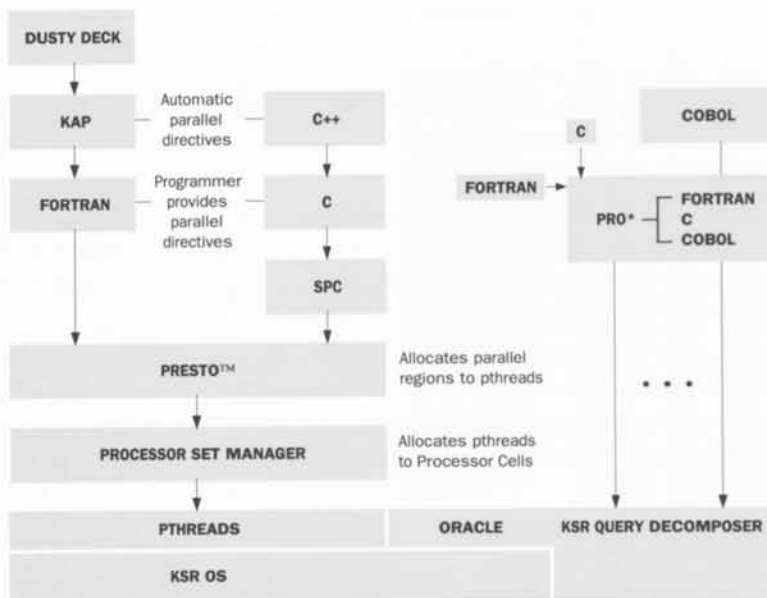 DUSTY DECK
KAP
Automatic
parallel
directives
C++
FORTRAN
Programmer
provides
parallel
directives
C
SPC
PRESTO™
Allocates parallel
regions to pthreads
PROCESSOR SET MANAGER
Allocates pthreads
to Processor Cells
PTHREADS
KSR OS
C
COBOL
FORTRAN
PRO*
FORTRAN
C
COBOL
• • •
ORACLE
KSR QUERY DECOMPOSER